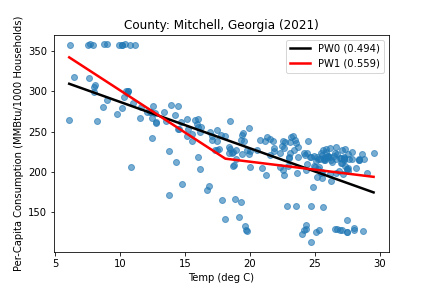 County: Mitchell, Georgia (2021)
PW0 (0.494)
PW1 (0.559)
Per-Capita Consumption (MMBtu/1000 Households)
350
300
250
200
150
5 10 15 20 25 30
Temp (deg C)